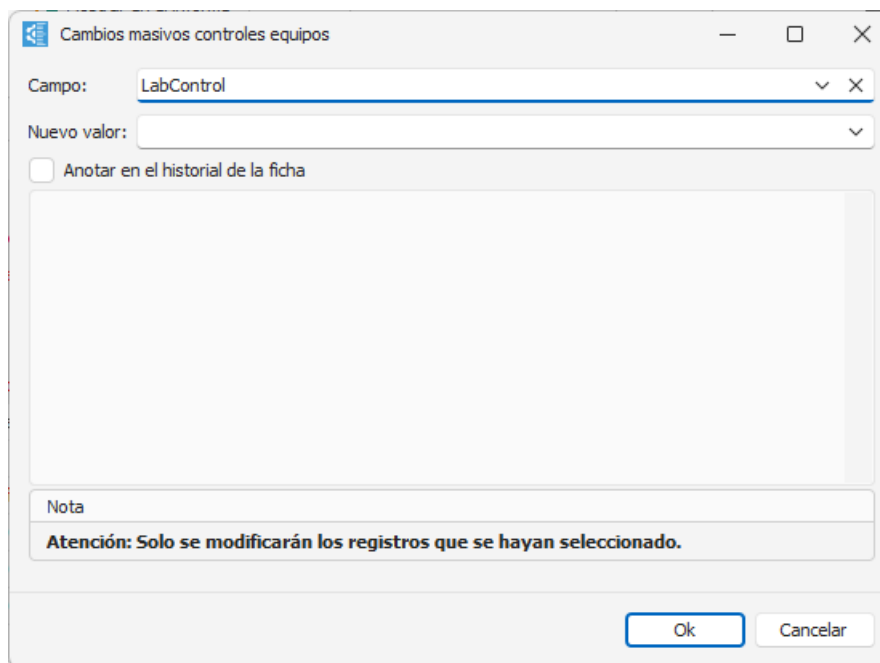 Cambios masivos controles equipos
Campo: LabControl
Nuevo valor:
Anotar en el historial de la ficha
Nota
Atención: Solo se modificarán los registros que se hayan seleccionado.
Ok Cancelar